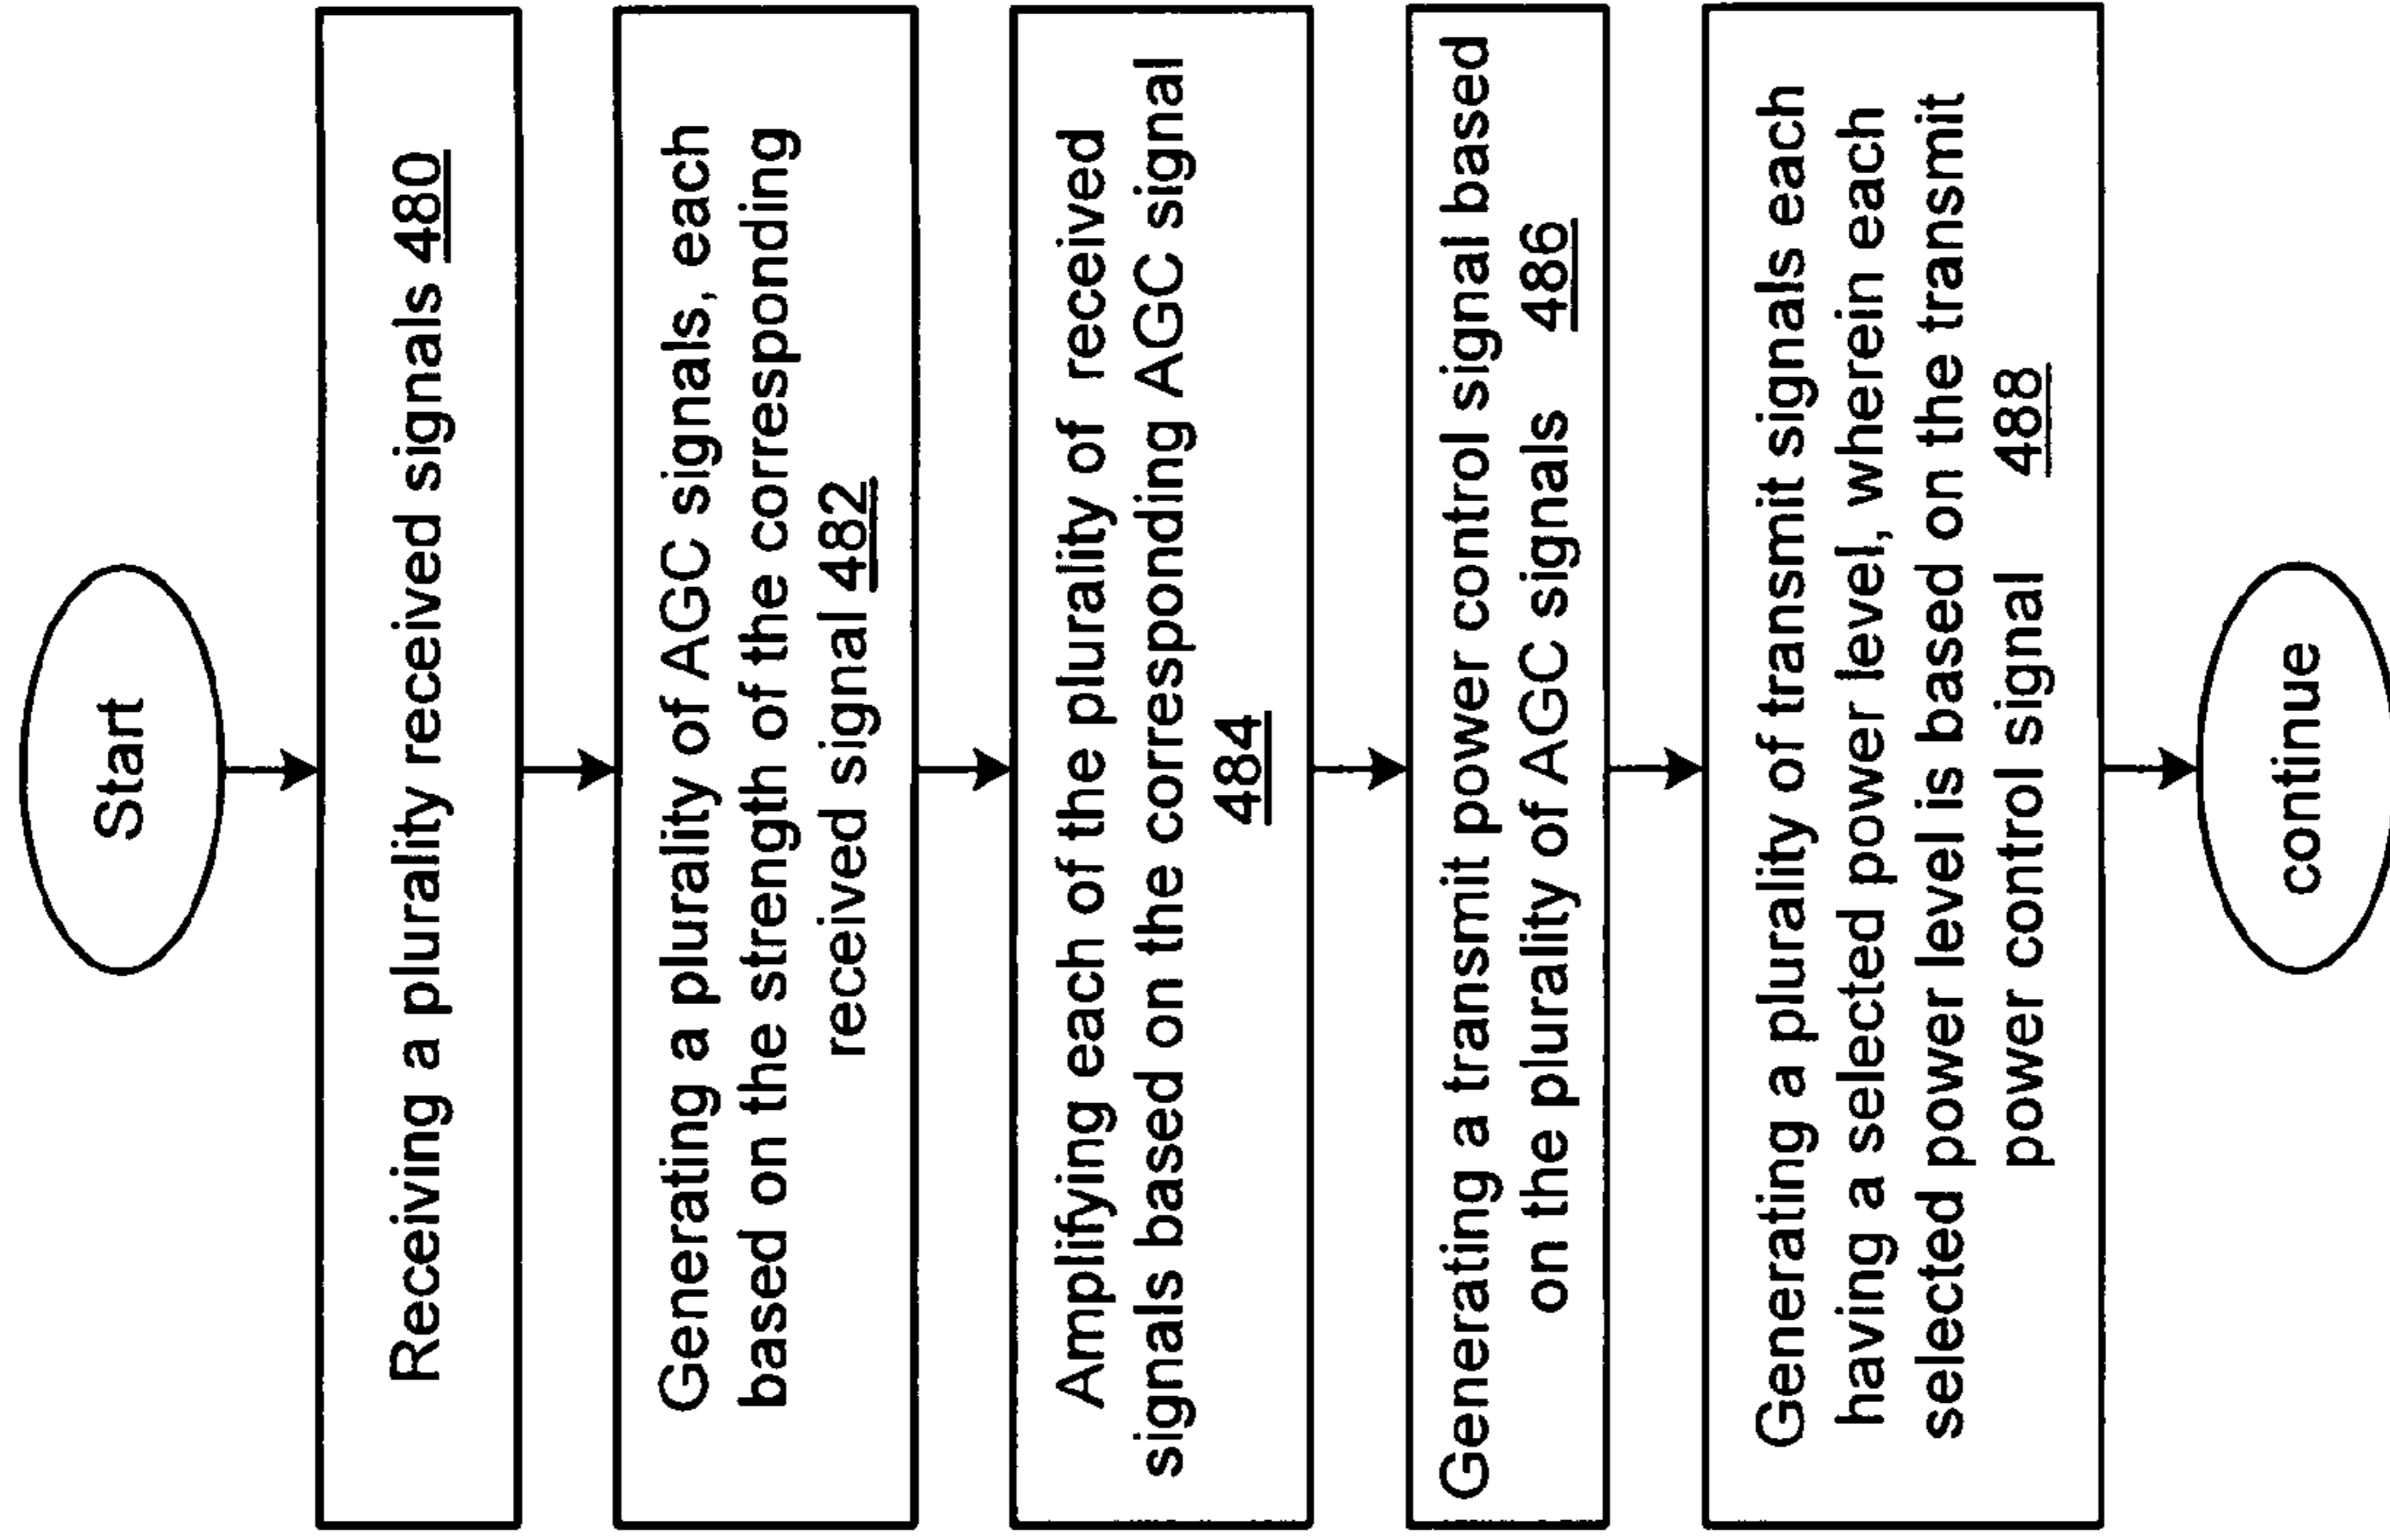 Start
Receiving a plurality received signals 480
Generating a plurality of AGC signals, each
based on the strength of the corresponding
received signal 482
Amplifying each of the plurality of received
signals based on the corresponding AGC signal
484
Generating a transmit power control signal based
on the plurality of AGC signals 486
Generating a plurality of transmit signals each
having a selected power level, wherein each
selected power level is based on the transmit
power control signal 488
continue